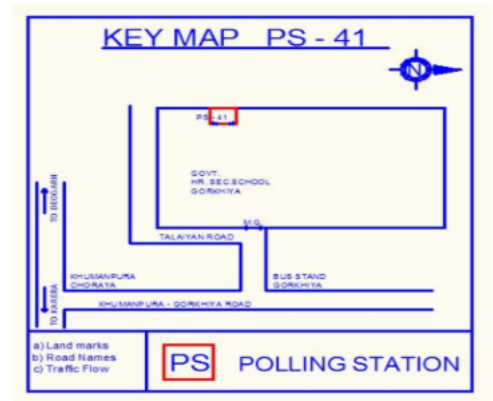 KEY MAP PS - 41
N
PS - 41
GOVT.
HR. SEC.SCHOOL
GORKHIYA
M.G.
TALAIYAN ROAD
TO DEOGARH
KHUMANPURA
CHORAYA
BUS STAND
GORKHIYA
TO KARERA
KHUMANPURA - GORKHIYA ROAD
a) Land marks
b) Road Names
c) Traffic Flow
PS POLLING STATION